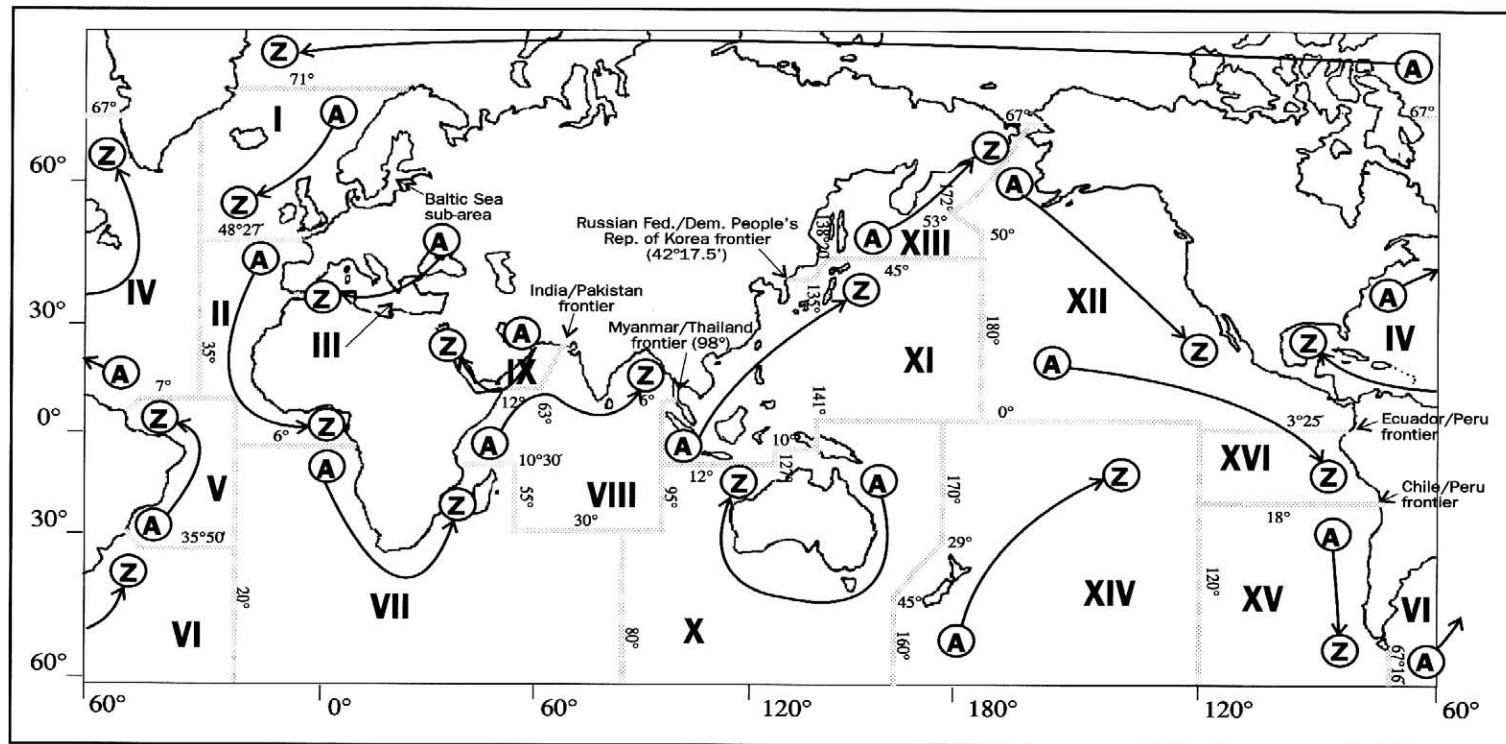 Z
71°
A
67°
I
A
67°
67°
Z
Z
60°
A
Z
Baltic Sea
sub-area
172°
53°
48°27′
Russian Fed./Dem. People's
Rep. of Korea frontier
(42°17.5′)
138°20′
A
XIII
50°
A
A
45°
IV
II
Z
India/Pakistan
frontier
135°
Z
XII
A
30°
III
Myanmar/Thailand
frontier (98°)
180°
IV
35°
Z
A
IX
XI
Z
Z
A
Z
A
7°
12°
63°
6°
141°
0°
3°25′
Ecuador/Peru
frontier
0°
Z
Z
6°
A
A
10°
10°30′
12°
127°
XVI
Z
A
V
Z
55°
VIII
95°
Z
A
170°
Z
Chile/Peru
frontier
18°
30°
A
35°50′
30°
29°
A
Z
20°
VII
80°
X
45°
160°
A
XIV
120°
XV
VI
VI
Z
A
67°16′
60°
60°
0°
60°
120°
180°
120°
60°